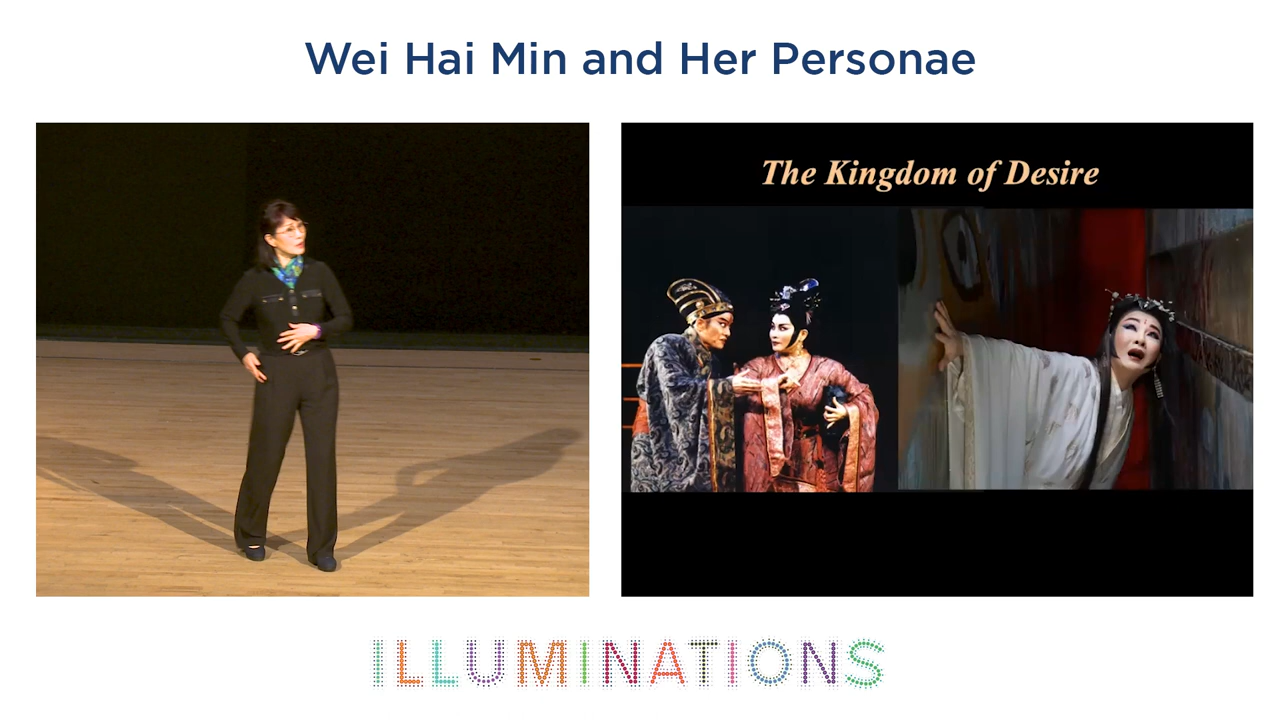 Wei Hai Min and Her Personae
The Kingdom of Desire
ILLUMINATIONS